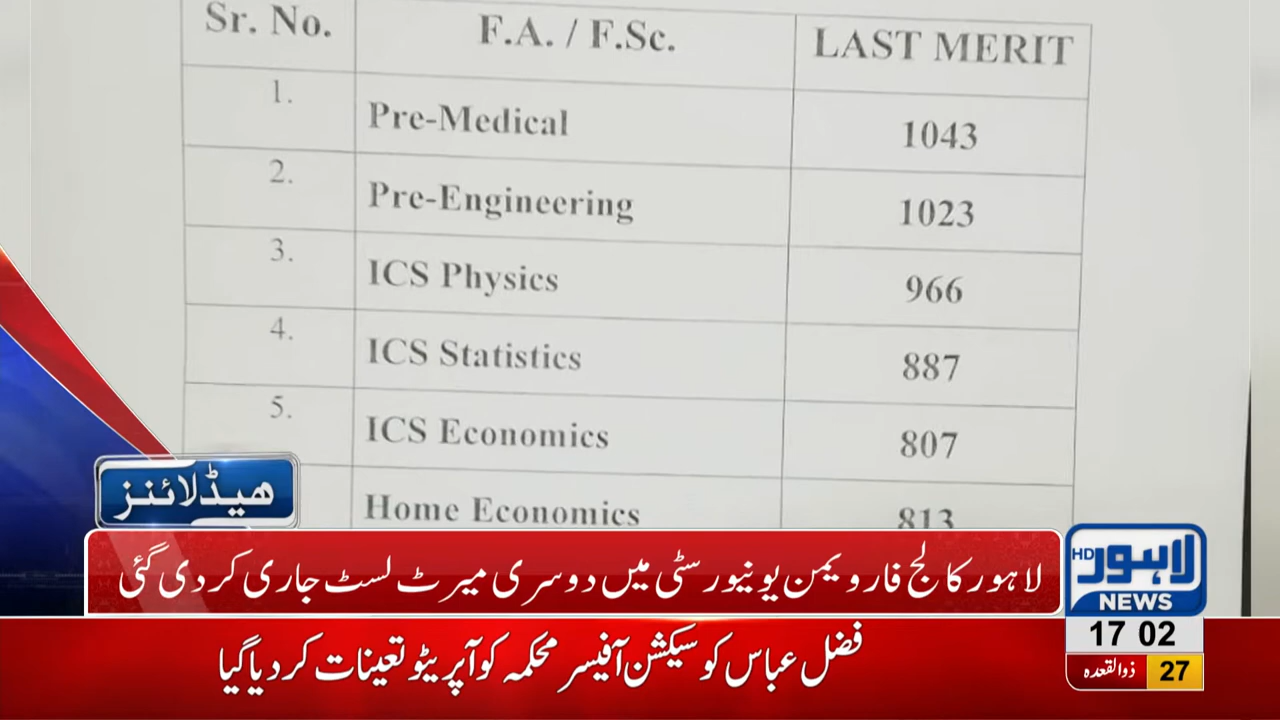 Sr. No. F.A. / F.Sc. LAST MERIT
1. Pre-Medical 1043
2. Pre-Engineering 1023
3. ICS Physics 966
4. ICS Statistics 887
5. ICS Economics 807
Home Economics 813
ھیڈلائنز
لاہور کالج فار ویمن یونیورسٹی میں دوسری میرٹ لسٹ جاری کر دی گئی
لاہور HD
NEWS
17 02
فضل عباس کو سیکشن آفیسر محکمہ کوآپریٹو تعینات کر دیا گیا
27 ذوالقعدہ